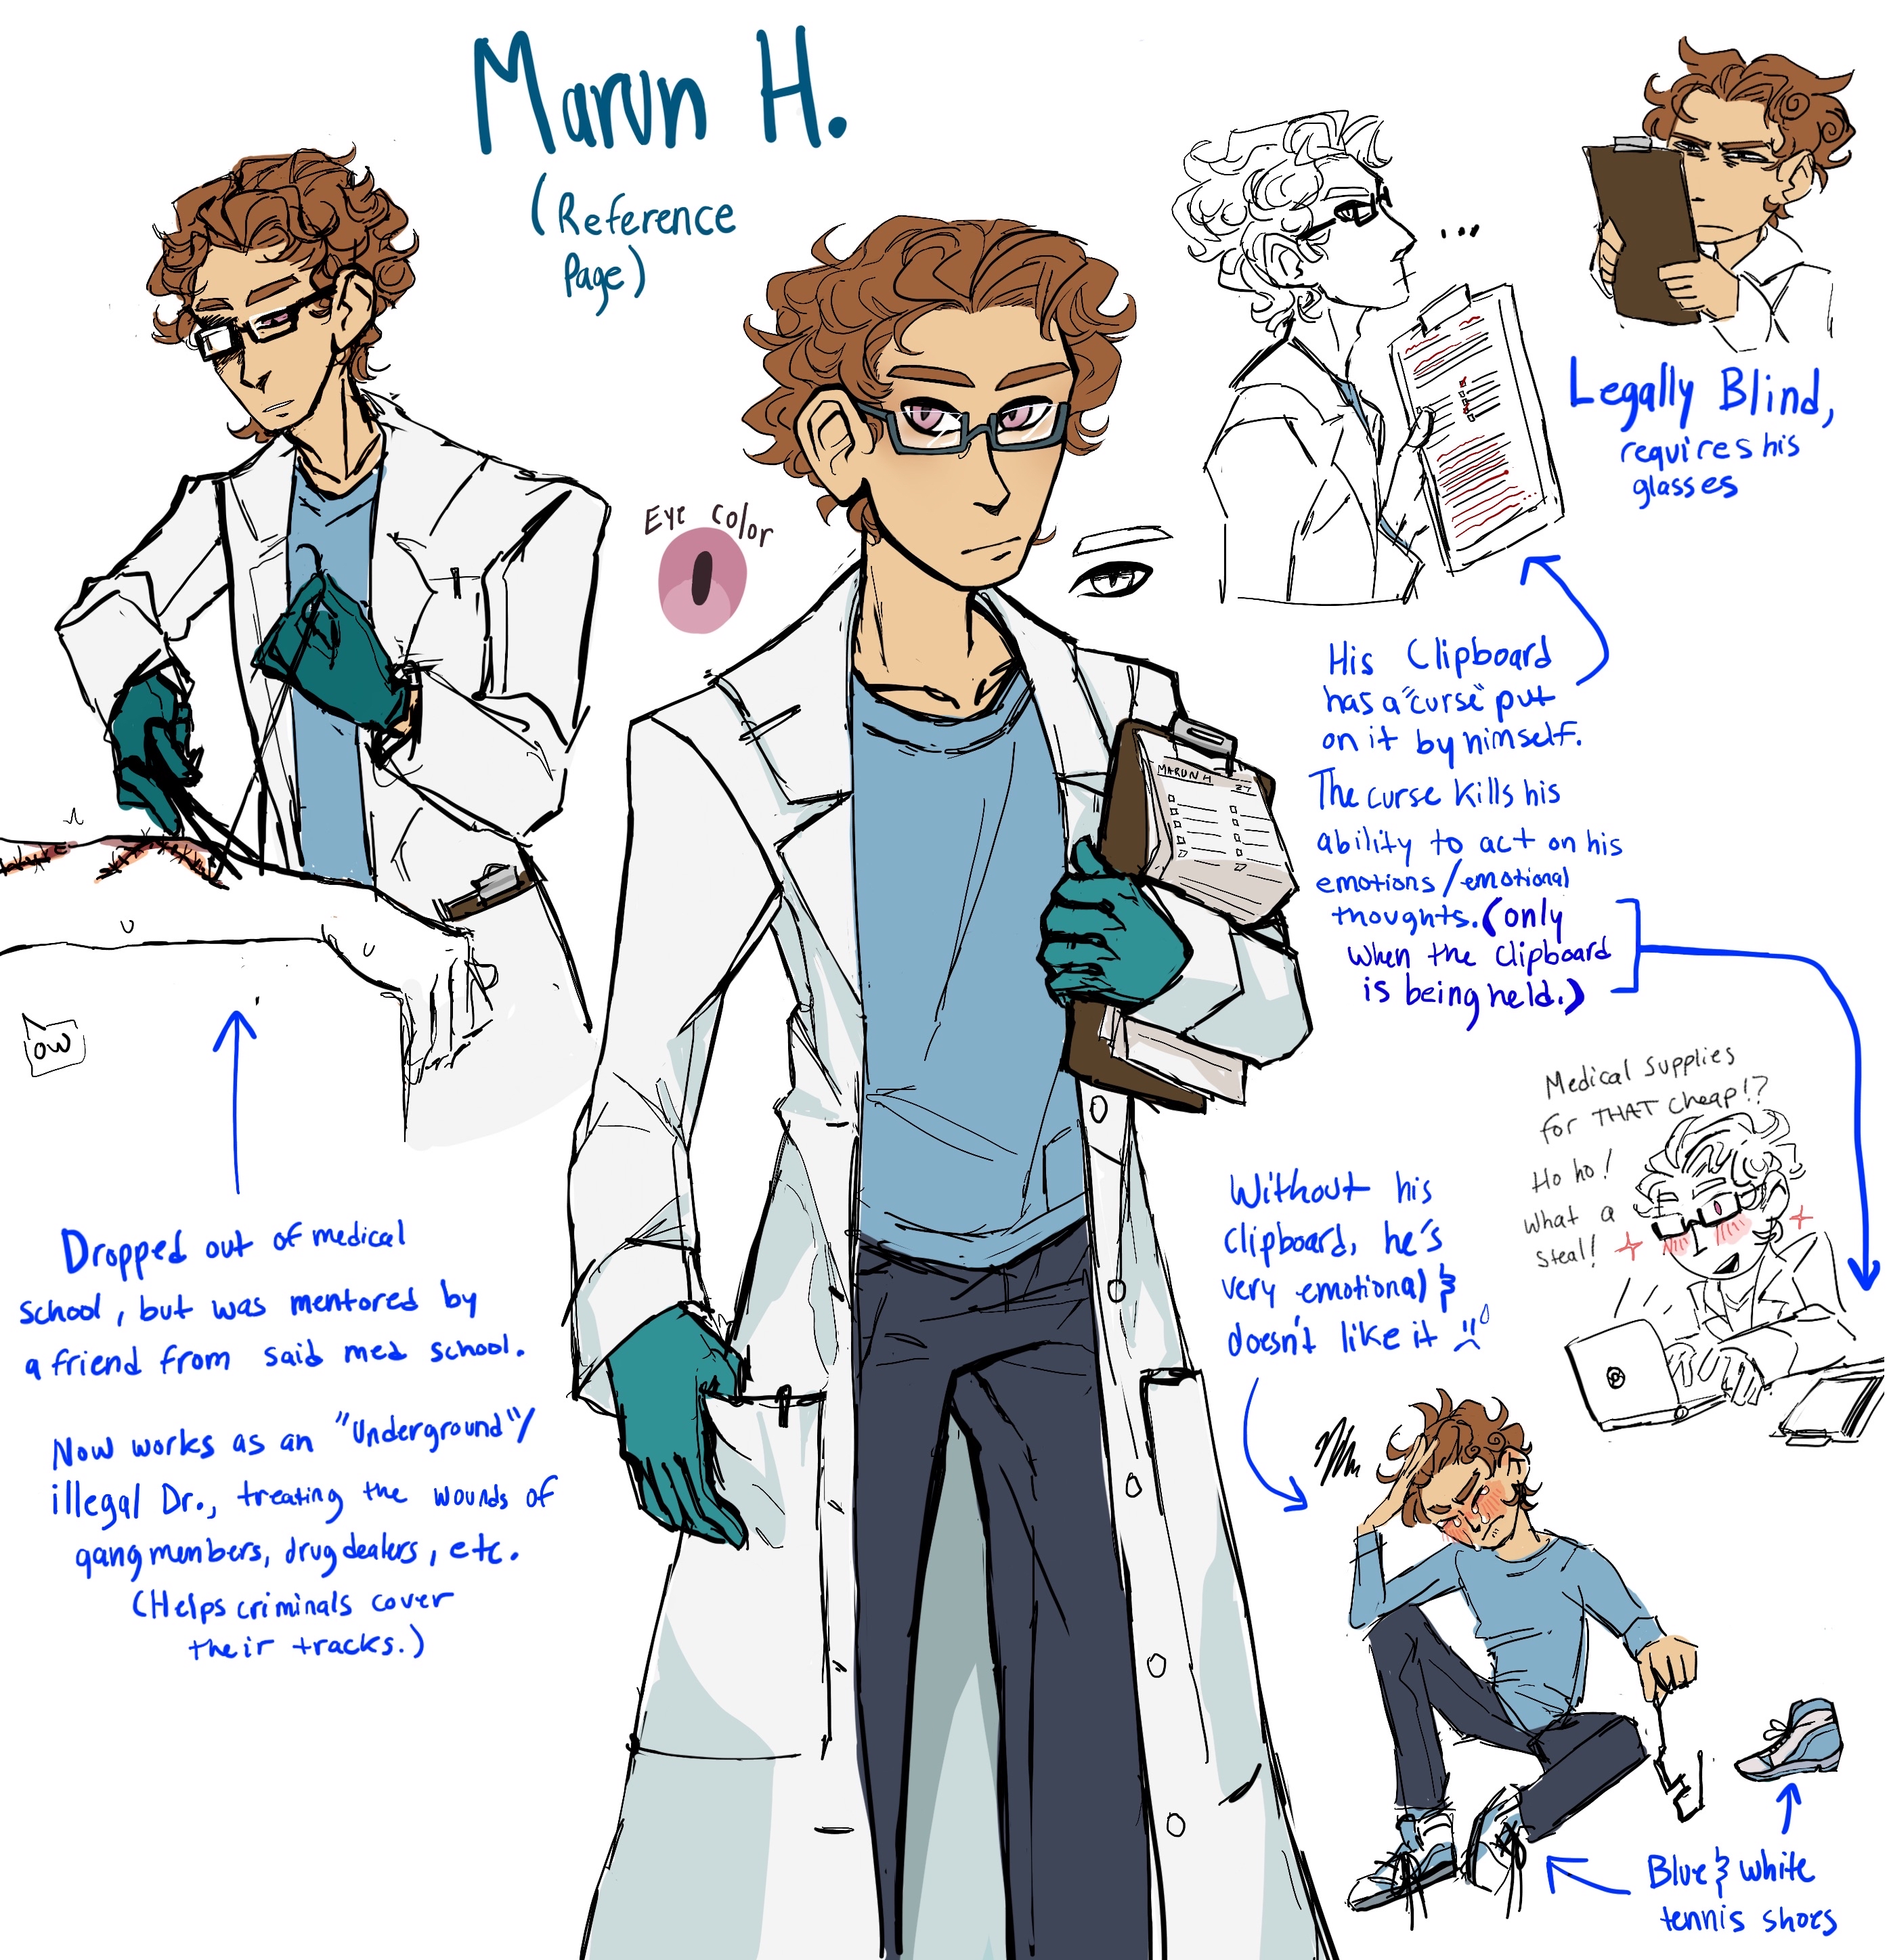 Marun H.
(Reference
Page)
Eye color
...
Legally Blind,
requires his
glasses
MARUN H
27
His Clipboard
has a "curse" put
on it by himself.
The curse kills his
ability to act on his
emotions/emotional
thoughts. (only
when the clipboard
is being held.)
ow
Medical supplies
for THAT cheap!?
Ho ho!
what a
steal!
Without his
clipboard, he's
very emotional &
doesn't like it
Dropped out of medical
school, but was mentored by
a friend from said med school.
Now works as an "Underground"/
illegal Dr., treating the wounds of
gang members, drug dealers, etc.
(Helps criminals cover
their tracks.)
Blue & white
tennis shoes